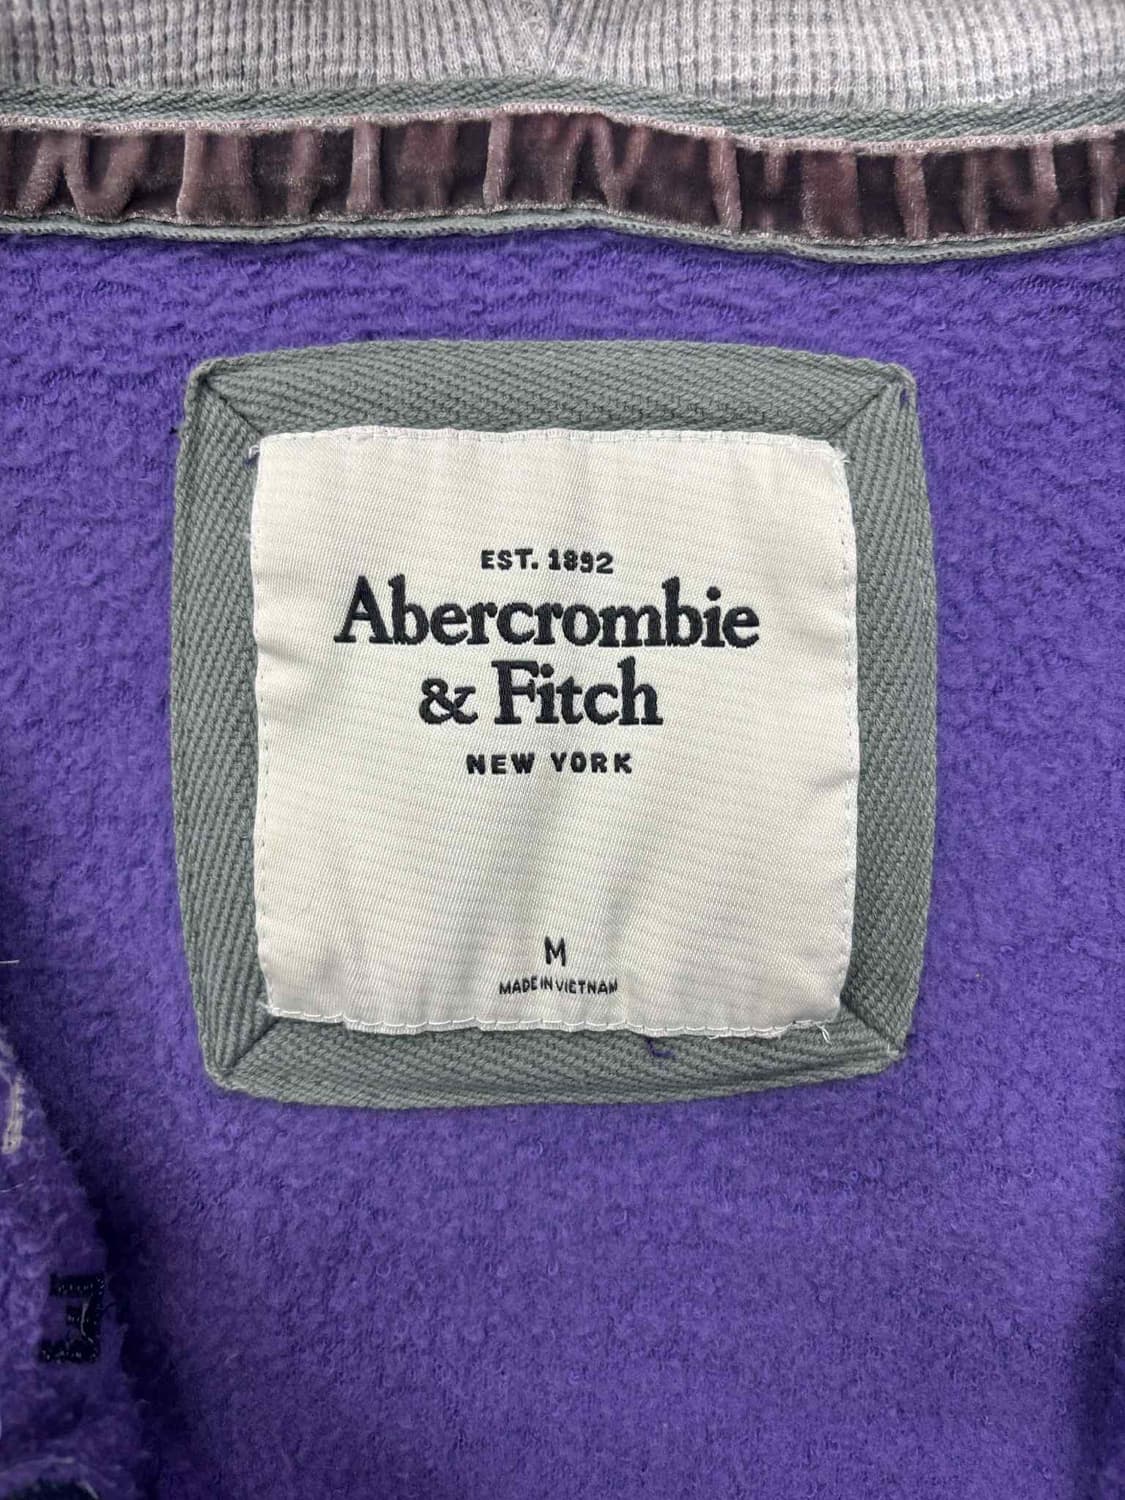 EST. 1892
Abercrombie
& Fitch
NEW YORK
M
MADE IN VIETNAM